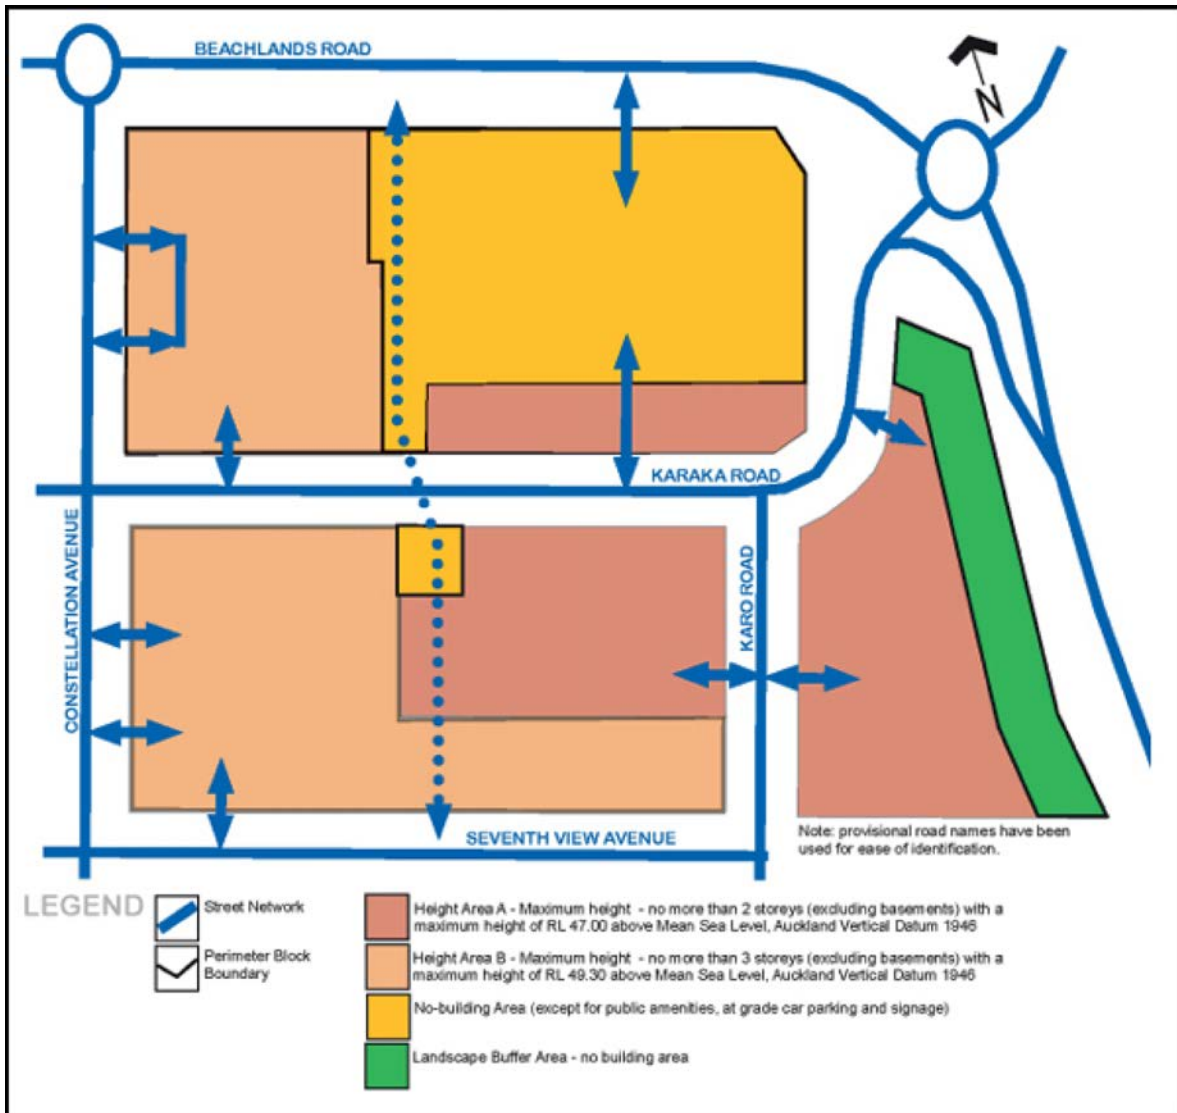 BEACHLANDS ROAD
N
KARAKA ROAD
CONSTELLATION AVENUE
KARO ROAD
SEVENTH VIEW AVENUE
Note: provisional road names have been
used for ease of identification.
LEGEND
Street Network
Perimeter Block
Boundary
Height Area A - Maximum height - no more than 2 storeys (excluding basements) with a
maximum height of RL 47.00 above Mean Sea Level, Auckland Vertical Datum 1946
Height Area B - Maximum height - no more than 3 storeys (excluding basements) with a
maximum height of RL 49.30 above Mean Sea Level, Auckland Vertical Datum 1946
No-building Area (except for public amenities, at grade car parking and signage)
Landscape Buffer Area - no building area